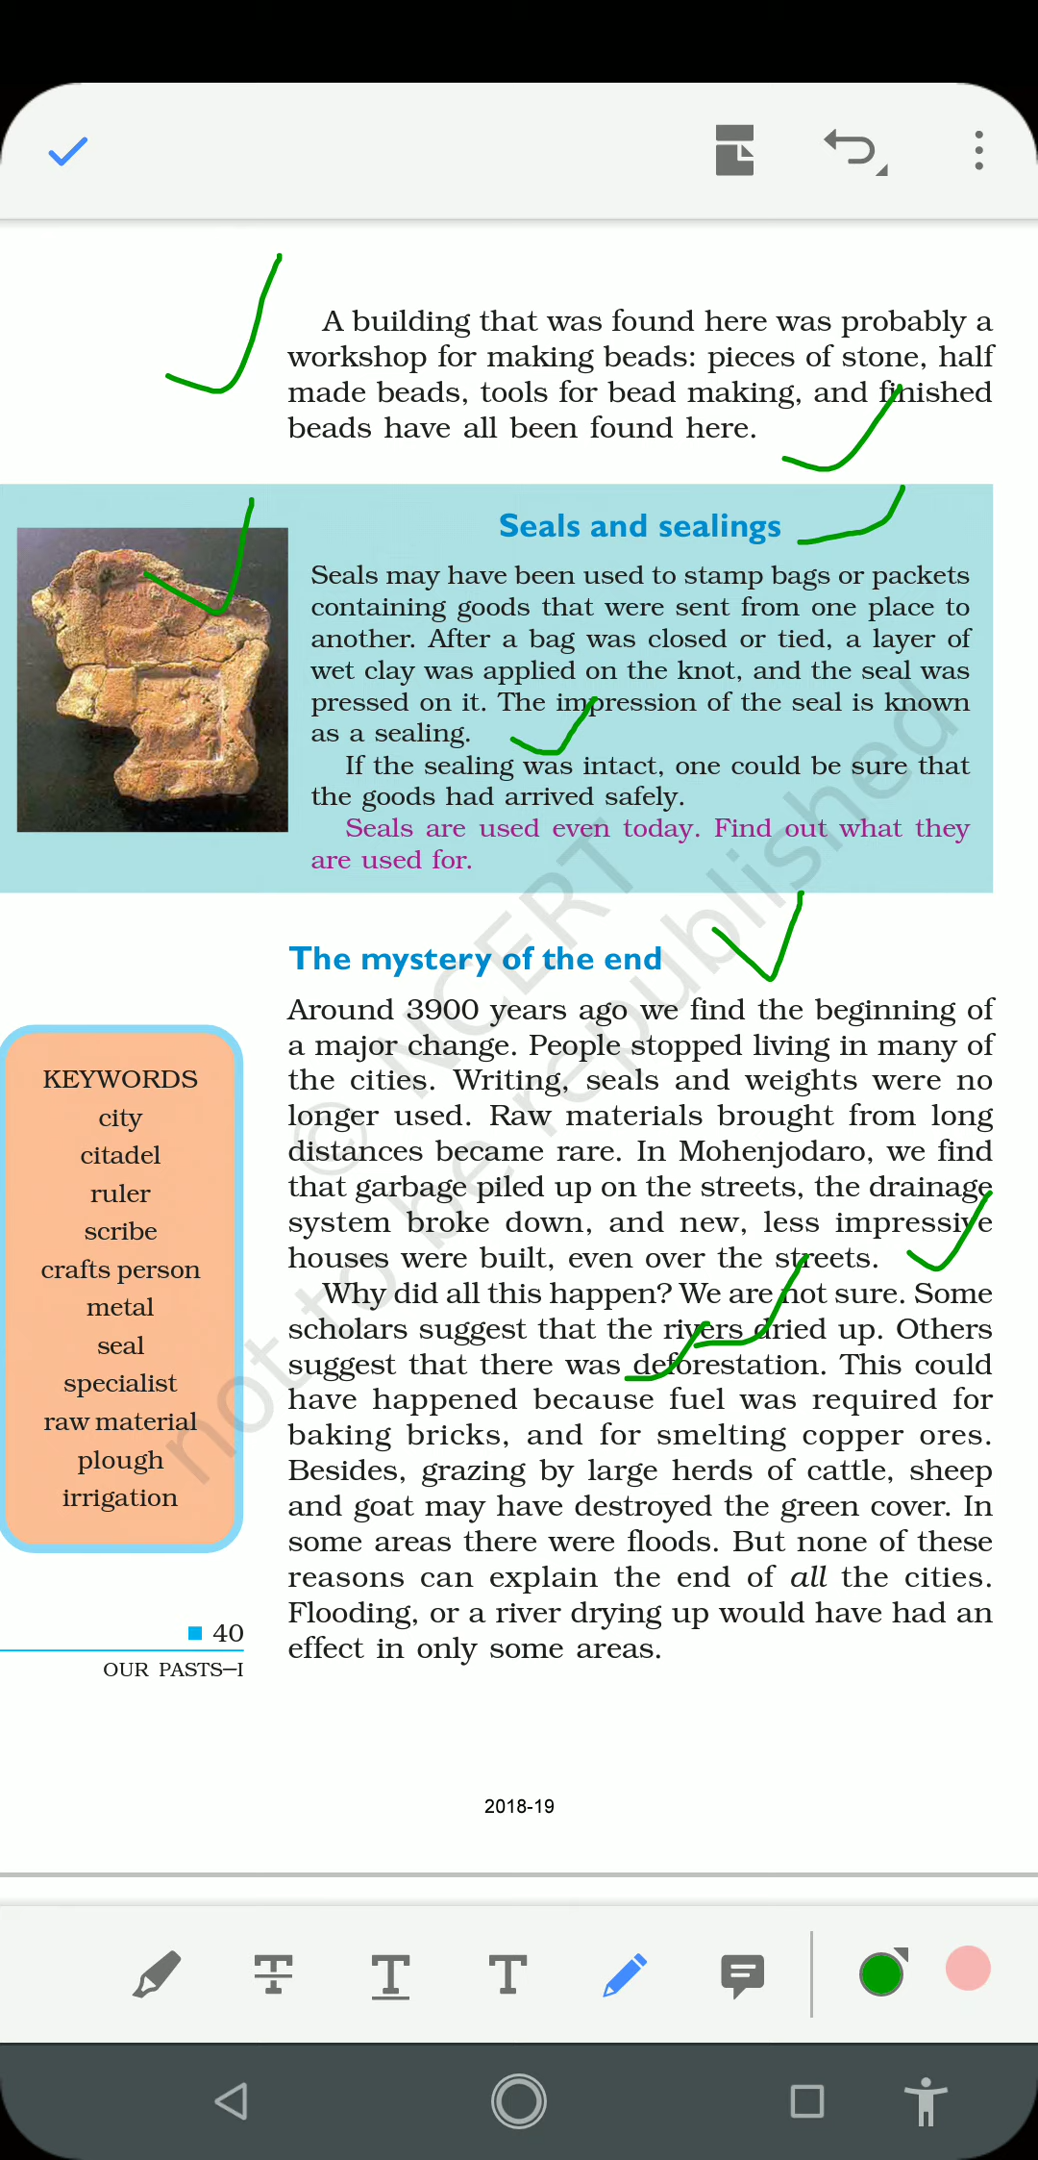 A building that was found here was probably a
workshop for making beads: pieces of stone, half
made beads, tools for bead making, and finished
beads have all been found here.
Seals and sealings
Seals may have been used to stamp bags or packets
containing goods that were sent from one place to
another. After a bag was closed or tied, a layer of
wet clay was applied on the knot, and the seal was
pressed on it. The impression of the seal is known
as a sealing.
If the sealing was intact, one could be sure that
the goods had arrived safely.
Seals are used even today. Find out what they
are used for.
The mystery of the end
Around 3900 years ago we find the beginning of
a major change. People stopped living in many of
the cities. Writing, seals and weights were no
longer used. Raw materials brought from long
distances became rare. In Mohenjodaro, we find
that garbage piled up on the streets, the drainage
system broke down, and new, less impressive
houses were built, even over the streets.
Why did all this happen? We are not sure. Some
scholars suggest that the rivers dried up. Others
suggest that there was deforestation. This could
have happened because fuel was required for
baking bricks, and for smelting copper ores.
Besides, grazing by large herds of cattle, sheep
and goat may have destroyed the green cover. In
some areas there were floods. But none of these
reasons can explain the end of all the cities.
Flooding, or a river drying up would have had an
effect in only some areas.
KEYWORDS
city
citadel
ruler
scribe
crafts person
metal
seal
specialist
raw material
plough
irrigation
■ 40
OUR PASTS–I
© NCERT
not to be republished
2018-19
T
T
T